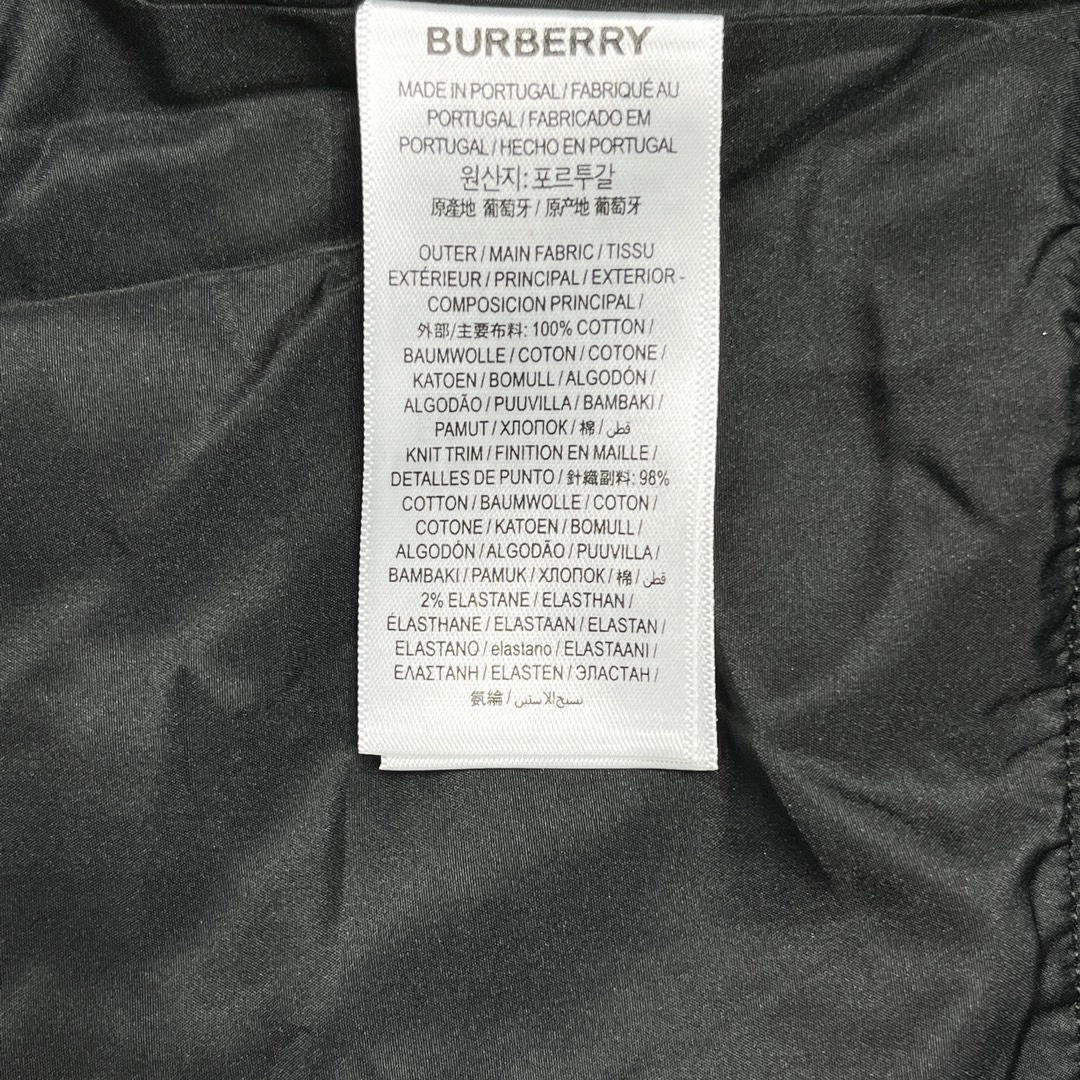 BURBERRY
MADE IN PORTUGAL / FABRIQUÉ AU
PORTUGAL / FABRICADO EM
PORTUGAL / HECHO EN PORTUGAL
원산지: 포르투갈
原產地 葡萄牙 / 原产地 葡萄牙
OUTER / MAIN FABRIC / TISSU
EXTÉRIEUR / PRINCIPAL / EXTERIOR -
COMPOSICION PRINCIPAL /
外部/主要布料: 100% COTTON /
BAUMWOLLE / COTON / COTONE /
KATOEN / BOMULL / ALGODÓN /
ALGODÃO / PUUVILLA / BAMBAKI /
PAMUT / ХЛОПОК / 棉 / قطن
KNIT TRIM / FINITION EN MAILLE /
DETALLES DE PUNTO / 針織副料: 98%
COTTON / BAUMWOLLE / COTON /
COTONE / KATOEN / BOMULL /
ALGODÓN / ALGODÃO / PUUVILLA /
BAMBAKI / PAMUK / ХЛОПОК / 棉 / قطن
2% ELASTANE / ELASTHAN /
ÉLASTHANE / ELASTAAN / ELASTAN /
ELASTANO / elastano / ELASTAANI /
ΕΛΑΣΤΑΝΗ / ELASTEN / ЭЛАСТАН /
氨綸 / نسيج الاستبس